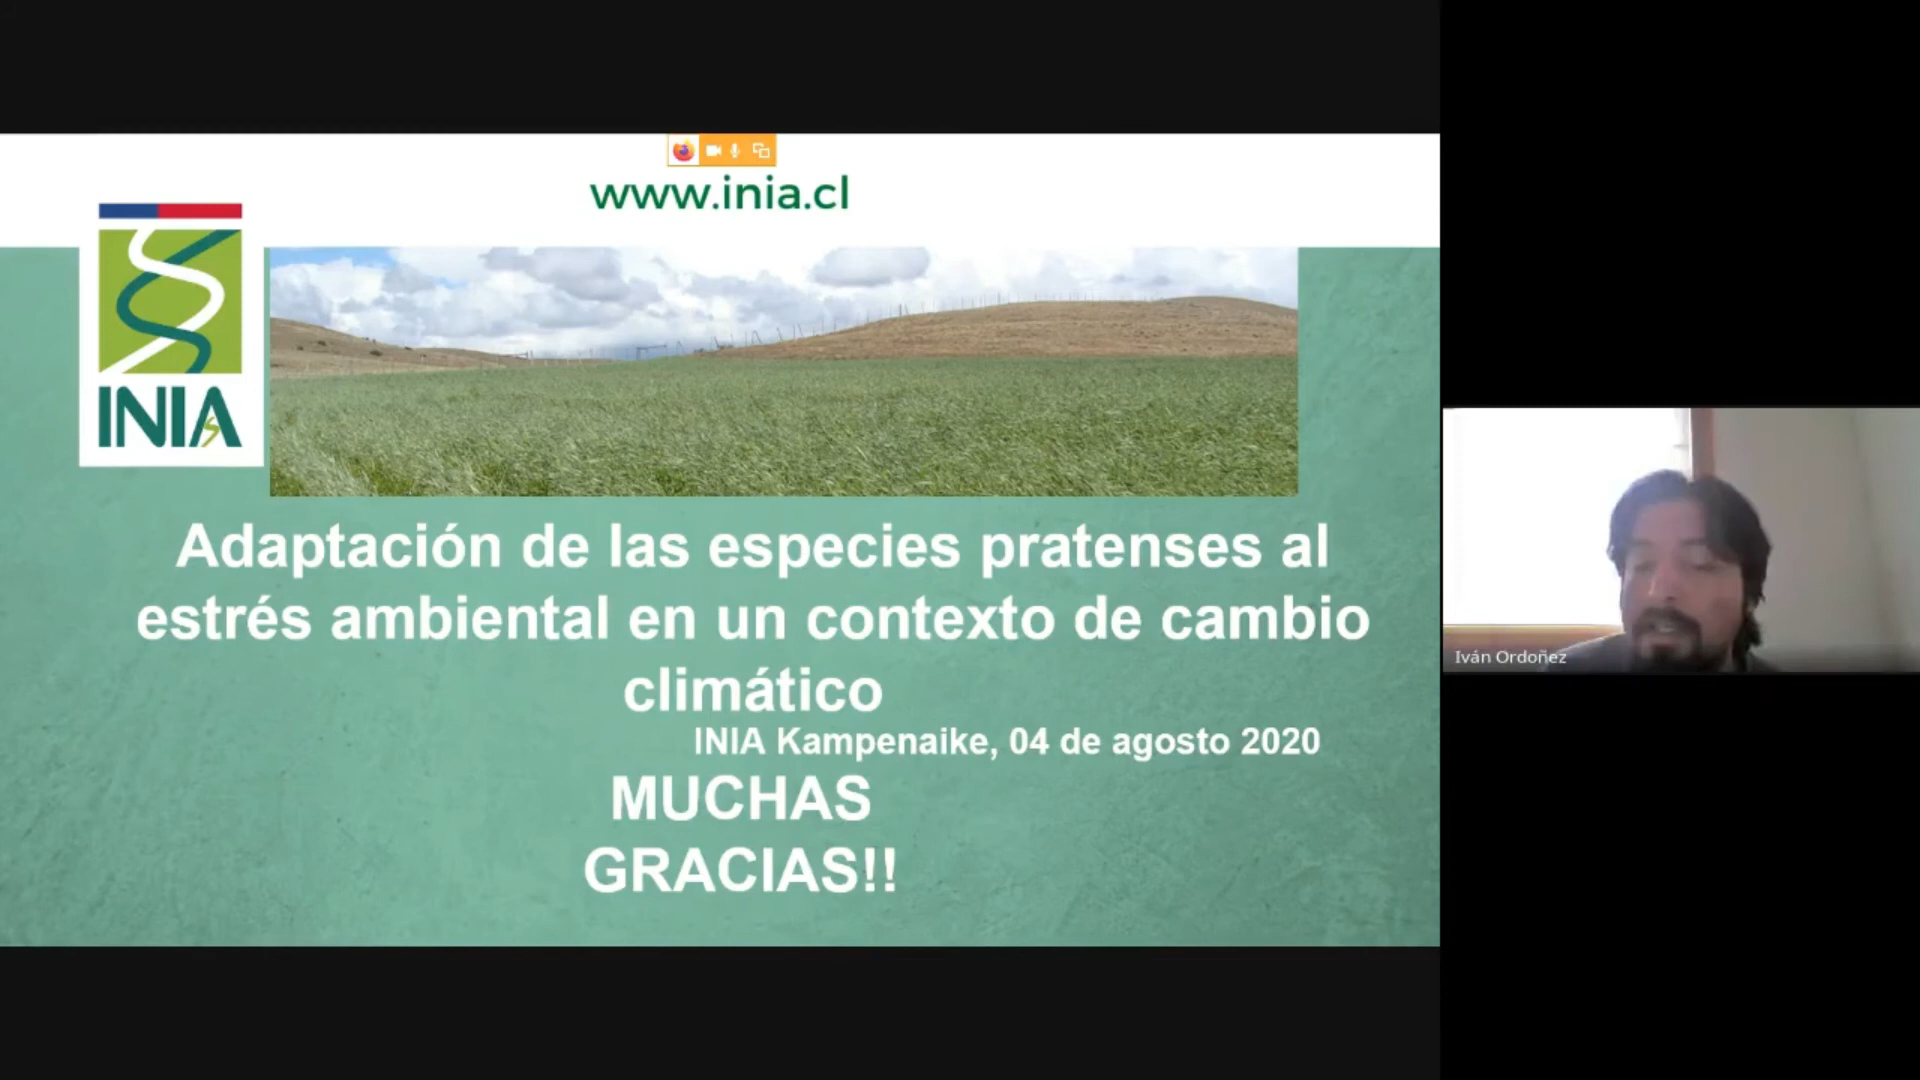 www.inia.cl
INIA
Adaptación de las especies pratenses al
estrés ambiental en un contexto de cambio
climático
INIA Kampenaike, 04 de agosto 2020
MUCHAS
GRACIAS!!
Iván Ordoñez